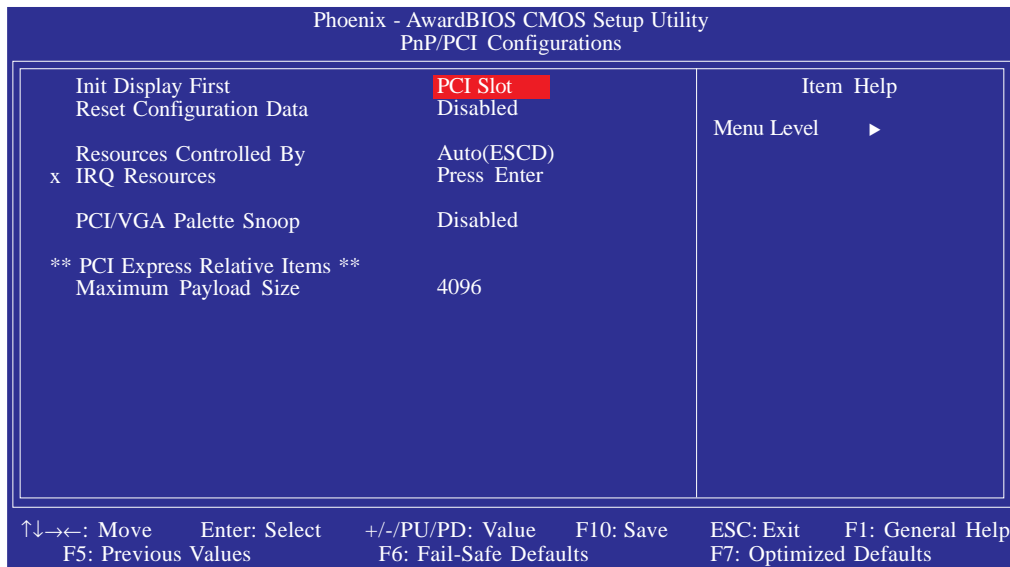 Phoenix - AwardBIOS CMOS Setup Utility
PnP/PCI Configurations
Init Display First PCI Slot
Reset Configuration Data Disabled
Resources Controlled By Auto(ESCD)
x IRQ Resources Press Enter
PCI/VGA Palette Snoop Disabled
** PCI Express Relative Items **
Maximum Payload Size 4096
Item Help
Menu Level ►
↑↓→←: Move Enter: Select +/-/PU/PD: Value F10: Save ESC: Exit F1: General Help
F5: Previous Values F6: Fail-Safe Defaults F7: Optimized Defaults